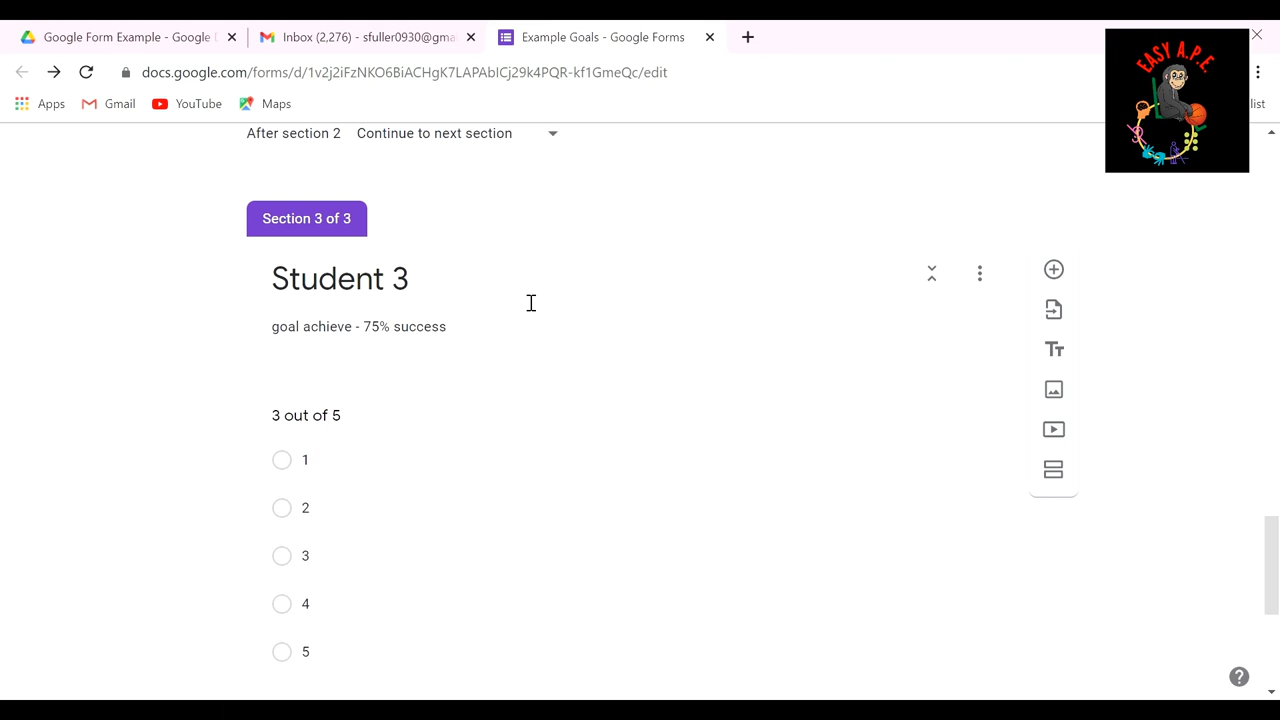 Google Form Example - Google
Inbox (2,276) - sfuller0930@gma
Example Goals - Google Forms
docs.google.com/forms/d/1v2j2iFzNKO6BiACHgK7LAPAbICj29k4PQR-kf1GmeQc/edit
Apps
Gmail
YouTube
Maps
list
EASY A.P.E.
After section 2 Continue to next section
Section 3 of 3
Student 3
goal achieve - 75% success
3 out of 5
1
2
3
4
5